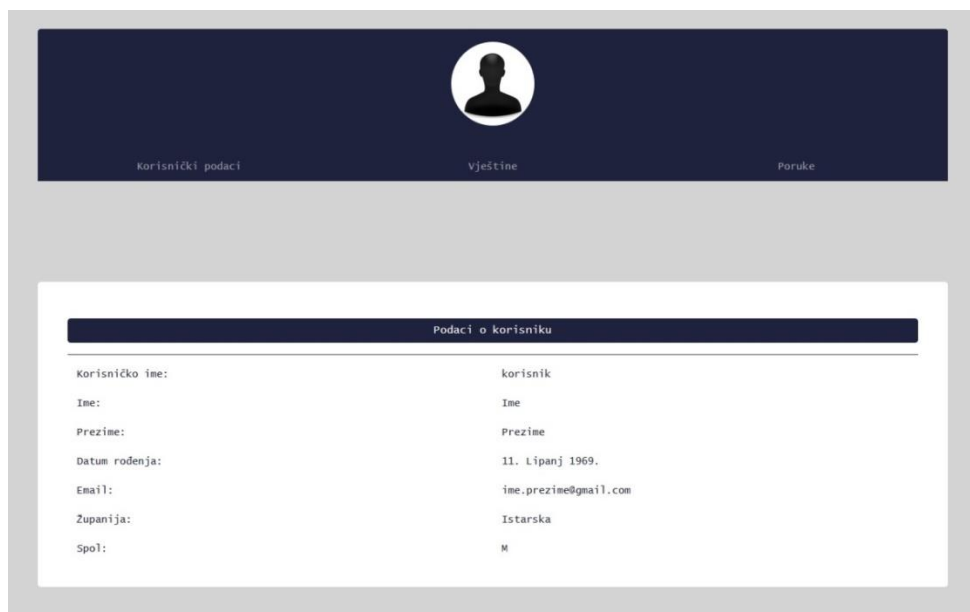 Korisnički podaci Vještine Poruke
Podaci o korisniku
Korisničko ime: korisnik
Ime: Ime
Prezime: Prezime
Datum rođenja: 11. Lipanj 1969.
Email: ime.prezime@gmail.com
Županija: Istarska
Spol: M